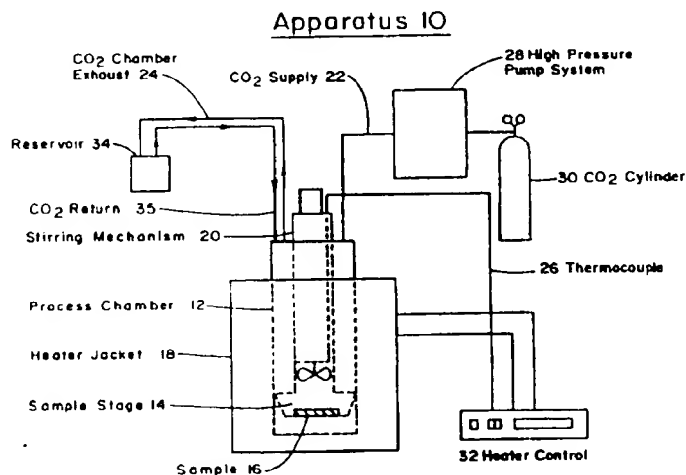 Apparatus 10
CO2 Chamber
Exhaust 24
CO2 Supply 22
28 High Pressure
Pump System
Reservoir 34
30 CO2 Cylinder
CO2 Return 35
Stirring Mechanism 20
26 Thermocouple
Process Chamber 12
Heater Jacket 18
Sample Stage 14
Sample 16
32 Heater Control